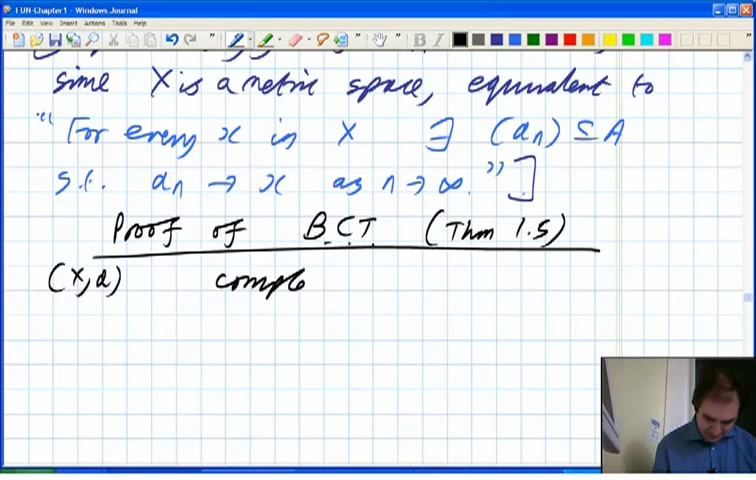 FUN-Chapter 1 - Windows Journal
File Edit View Insert Actions Tools Help
B I
since X is a metric space, equivalent to
"For every x in X ∃ (an) ⊆ A
s.t. an → x as n → ∞."]
Proof of B.C.T. (Thm 1.5)
(X,d) comple